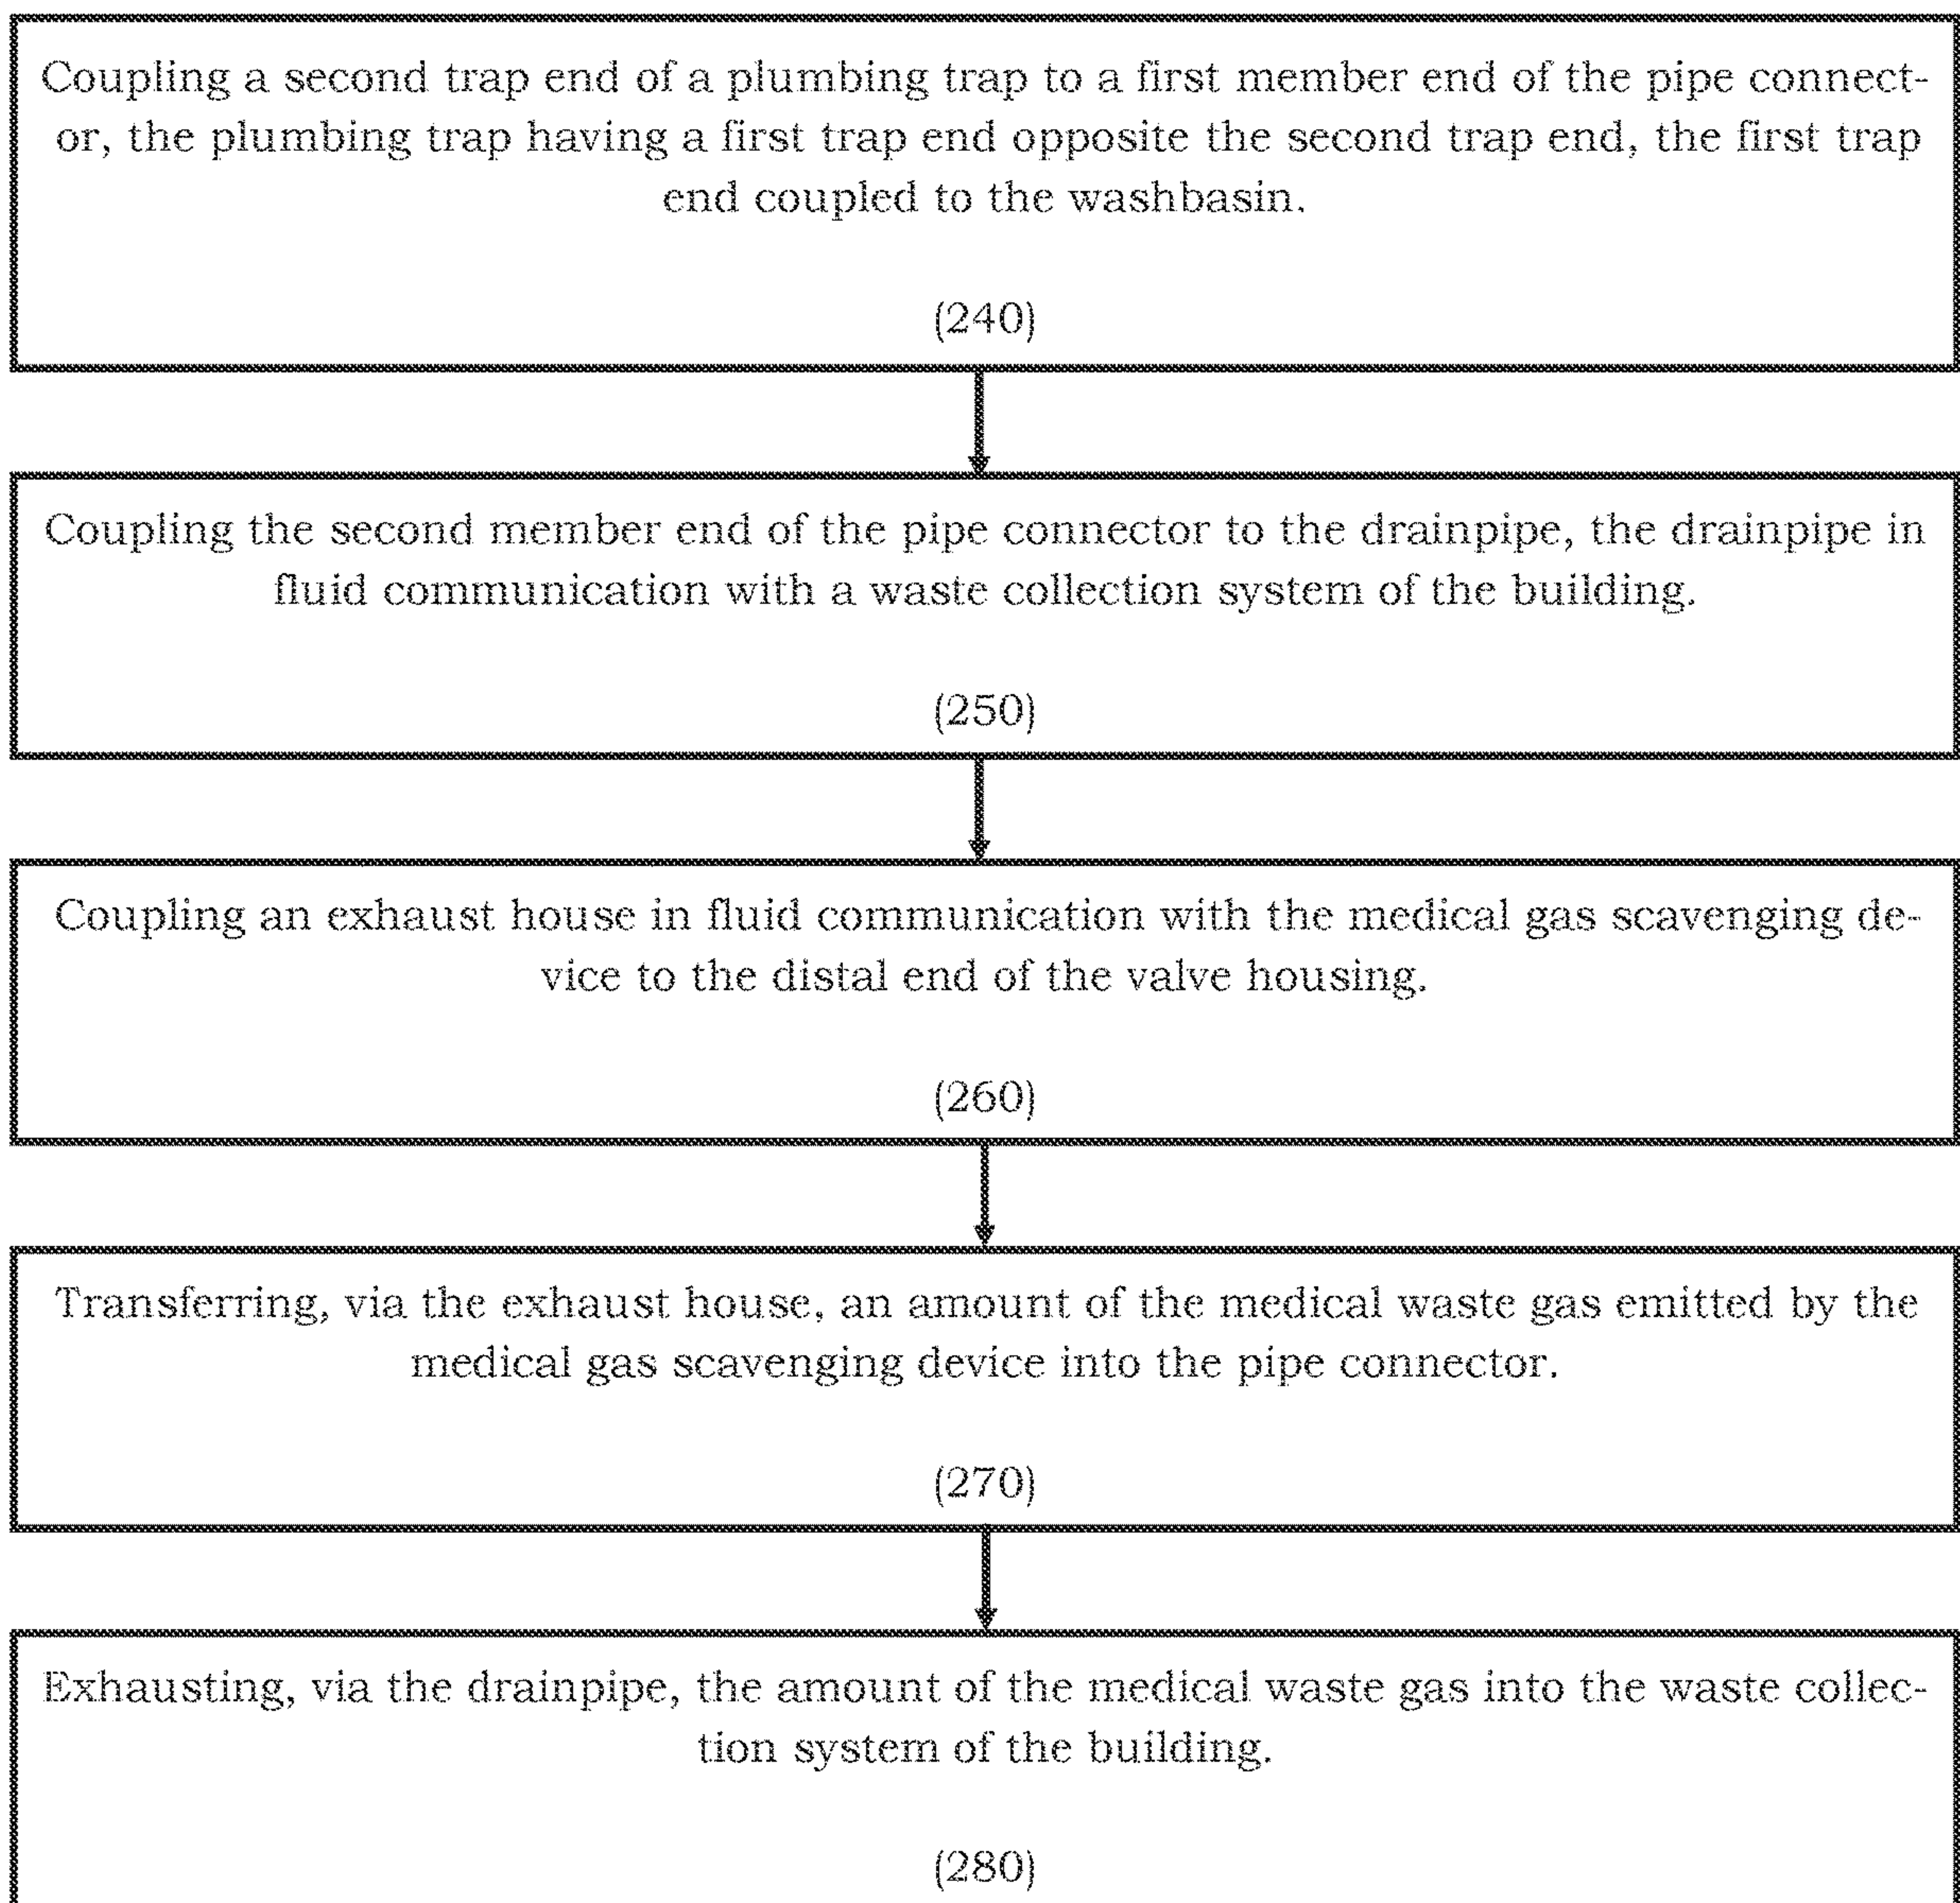 Coupling a second trap end of a plumbing trap to a first member end of the pipe connect-
or, the plumbing trap having a first trap end opposite the second trap end, the first trap
end coupled to the washbasin.
(240)
Coupling the second member end of the pipe connector to the drainpipe, the drainpipe in
fluid communication with a waste collection system of the building.
(250)
Coupling an exhaust house in fluid communication with the medical gas scavenging de-
vice to the distal end of the valve housing.
(260)
Transferring, via the exhaust house, an amount of the medical waste gas emitted by the
medical gas scavenging device into the pipe connector.
(270)
Exhausting, via the drainpipe, the amount of the medical waste gas into the waste collec-
tion system of the building.
(280)